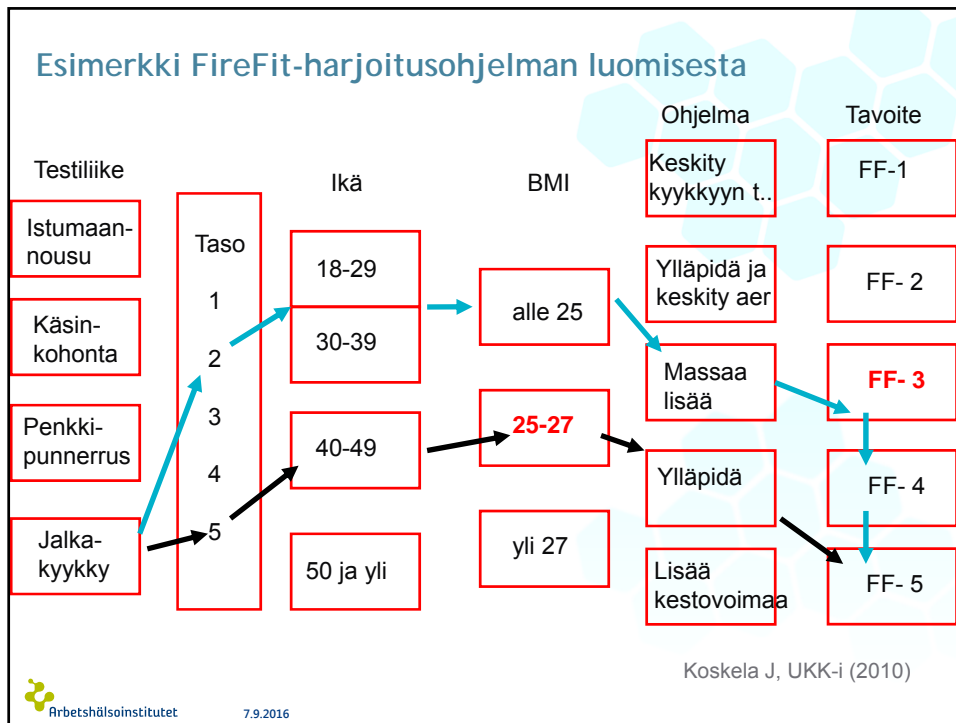 Esimerkki FireFit-harjoitusohjelman luomisesta
Testiliike
Istumaan-
nousu
Käsin-
kohonta
Penkki-
punnerrus
Jalka-
kyykky
Taso
1
2
3
4
5
Ikä
18-29
30-39
40-49
50 ja yli
BMI
alle 25
25-27
yli 27
Ohjelma
Keskity
kyykkyyn t..
Ylläpidä ja
keskity aer
Massaa
lisää
Ylläpidä
Lisää
kestovoimaa
Tavoite
FF-1
FF- 2
FF- 3
FF- 4
FF- 5
Koskela J, UKK-i (2010)
Arbetshälsoinstitutet
7.9.2016